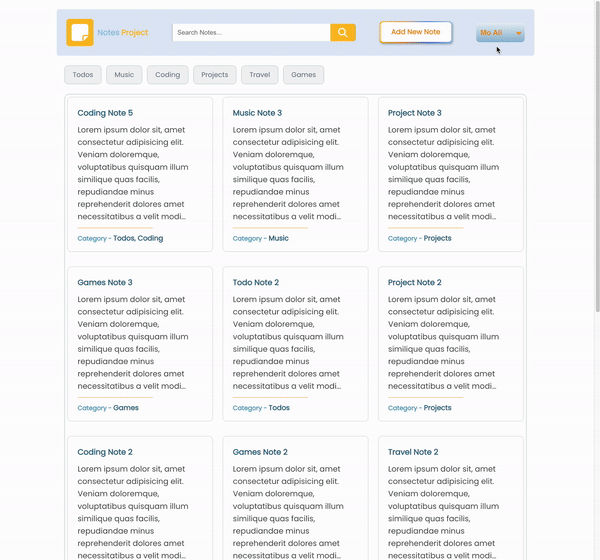 Notes Project
Search Notes...
Add New Note
Mo Ali
Todos
Music
Coding
Projects
Travel
Games
Coding Note 5
Lorem ipsum dolor sit, amet
consectetur adipisicing elit.
Veniam doloremque,
voluptatibus quisquam illum
similique quas facilis,
repudiandae minus
reprehenderit dolores amet
necessitatibus a velit modi...
Category - Todos, Coding
Music Note 3
Lorem ipsum dolor sit, amet
consectetur adipisicing elit.
Veniam doloremque,
voluptatibus quisquam illum
similique quas facilis,
repudiandae minus
reprehenderit dolores amet
necessitatibus a velit modi...
Category - Music
Project Note 3
Lorem ipsum dolor sit, amet
consectetur adipisicing elit.
Veniam doloremque,
voluptatibus quisquam illum
similique quas facilis,
repudiandae minus
reprehenderit dolores amet
necessitatibus a velit modi...
Category - Projects
Games Note 3
Lorem ipsum dolor sit, amet
consectetur adipisicing elit.
Veniam doloremque,
voluptatibus quisquam illum
similique quas facilis,
repudiandae minus
reprehenderit dolores amet
necessitatibus a velit modi...
Category - Games
Todo Note 2
Lorem ipsum dolor sit, amet
consectetur adipisicing elit.
Veniam doloremque,
voluptatibus quisquam illum
similique quas facilis,
repudiandae minus
reprehenderit dolores amet
necessitatibus a velit modi...
Category - Todos
Project Note 2
Lorem ipsum dolor sit, amet
consectetur adipisicing elit.
Veniam doloremque,
voluptatibus quisquam illum
similique quas facilis,
repudiandae minus
reprehenderit dolores amet
necessitatibus a velit modi...
Category - Projects
Coding Note 2
Lorem ipsum dolor sit, amet
consectetur adipisicing elit.
Veniam doloremque,
voluptatibus quisquam illum
similique quas facilis,
repudiandae minus
reprehenderit dolores amet
necessitatibus a velit modi...
Games Note 2
Lorem ipsum dolor sit, amet
consectetur adipisicing elit.
Veniam doloremque,
voluptatibus quisquam illum
similique quas facilis,
repudiandae minus
reprehenderit dolores amet
necessitatibus a velit modi...
Travel Note 2
Lorem ipsum dolor sit, amet
consectetur adipisicing elit.
Veniam doloremque,
voluptatibus quisquam illum
similique quas facilis,
repudiandae minus
reprehenderit dolores amet
necessitatibus a velit modi...